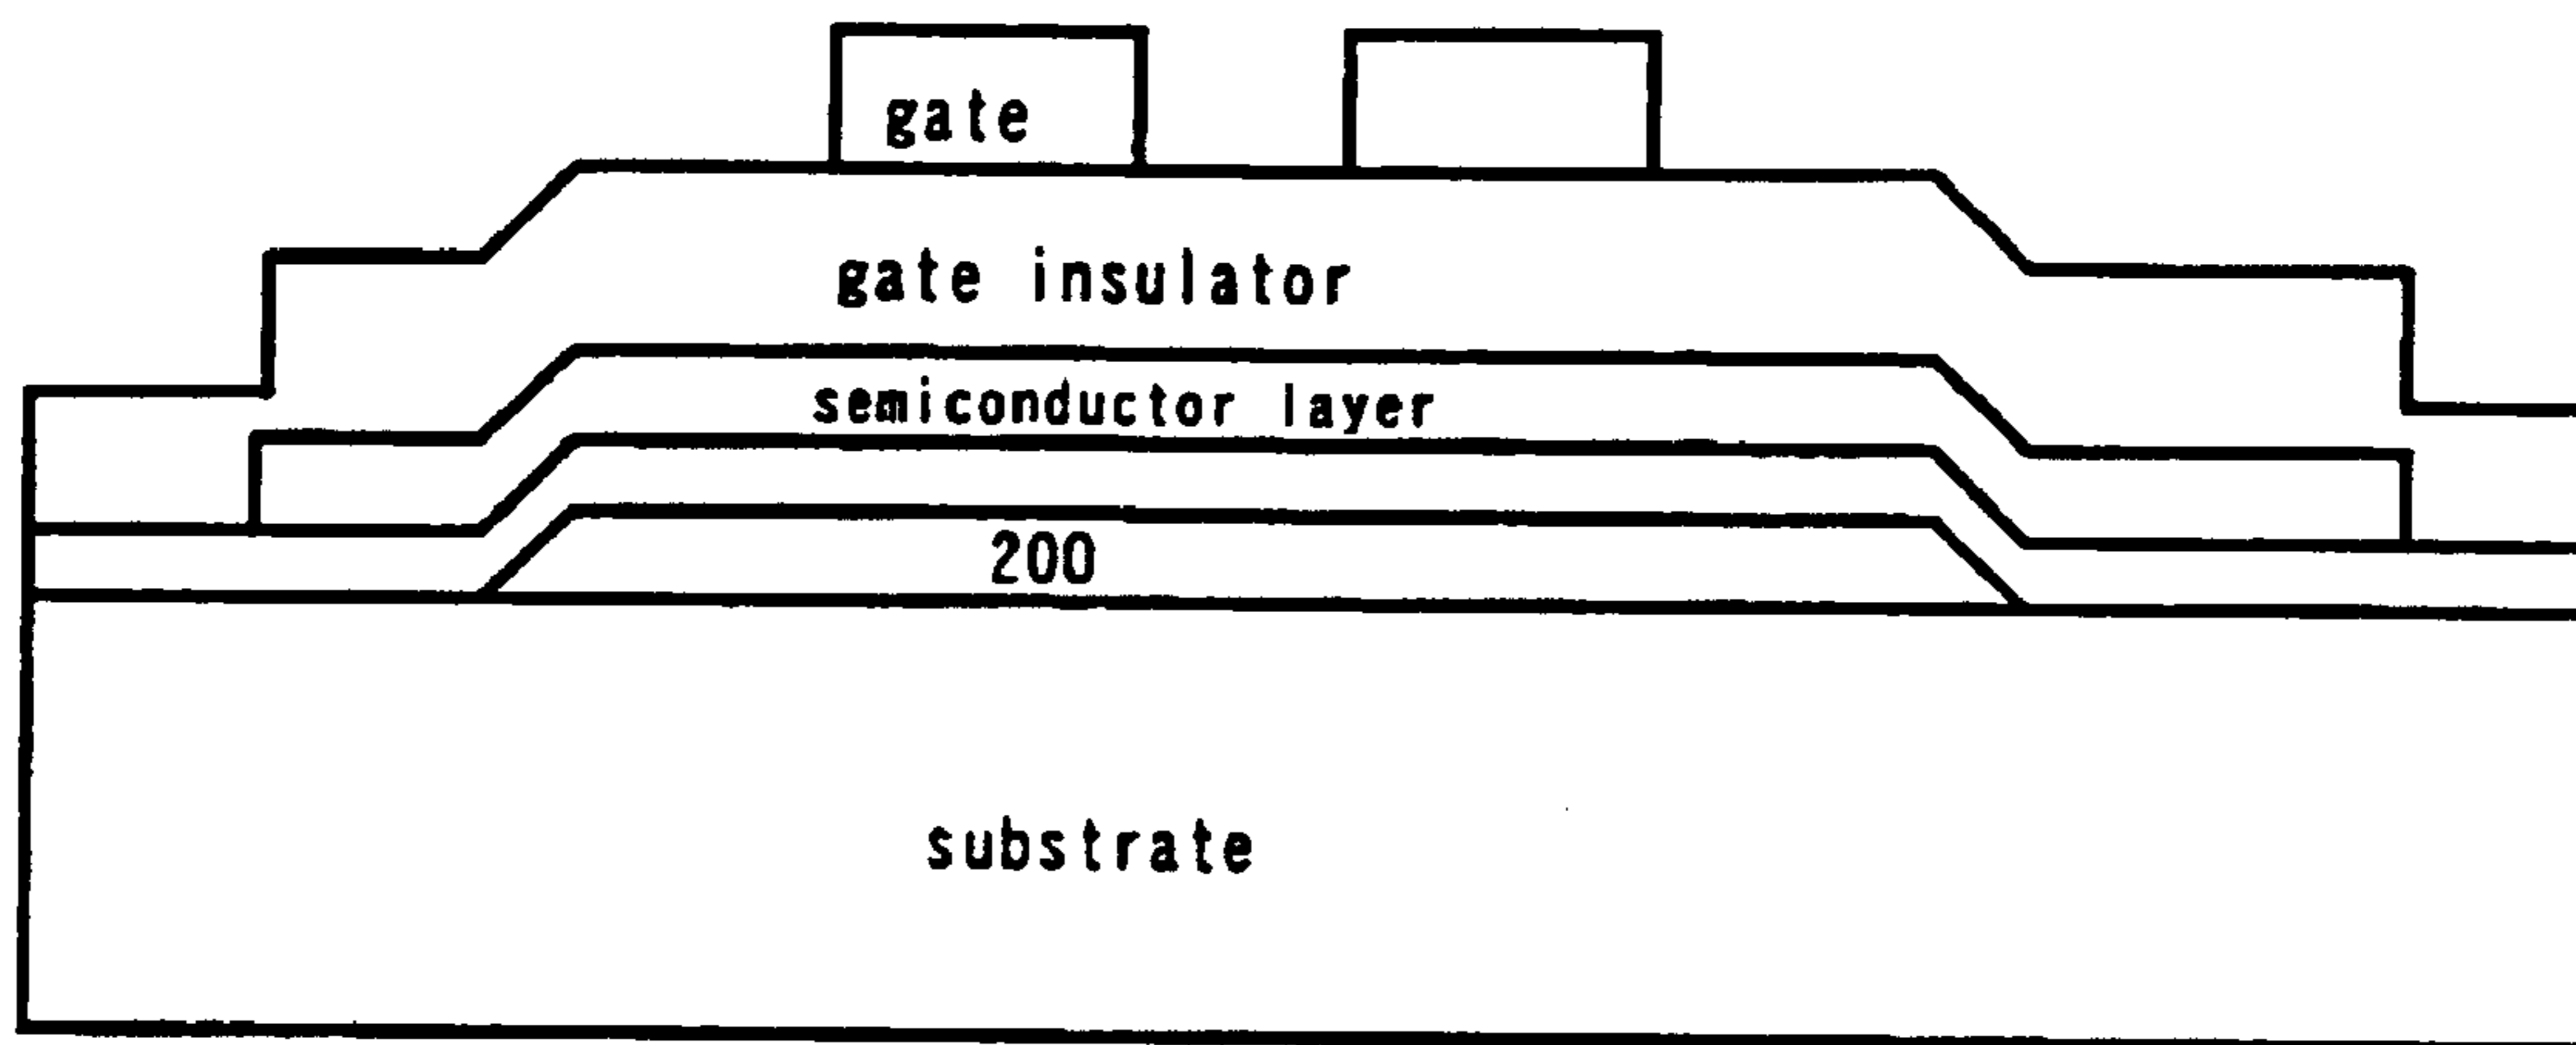 gate
gate insulator
semiconductor layer
200
substrate